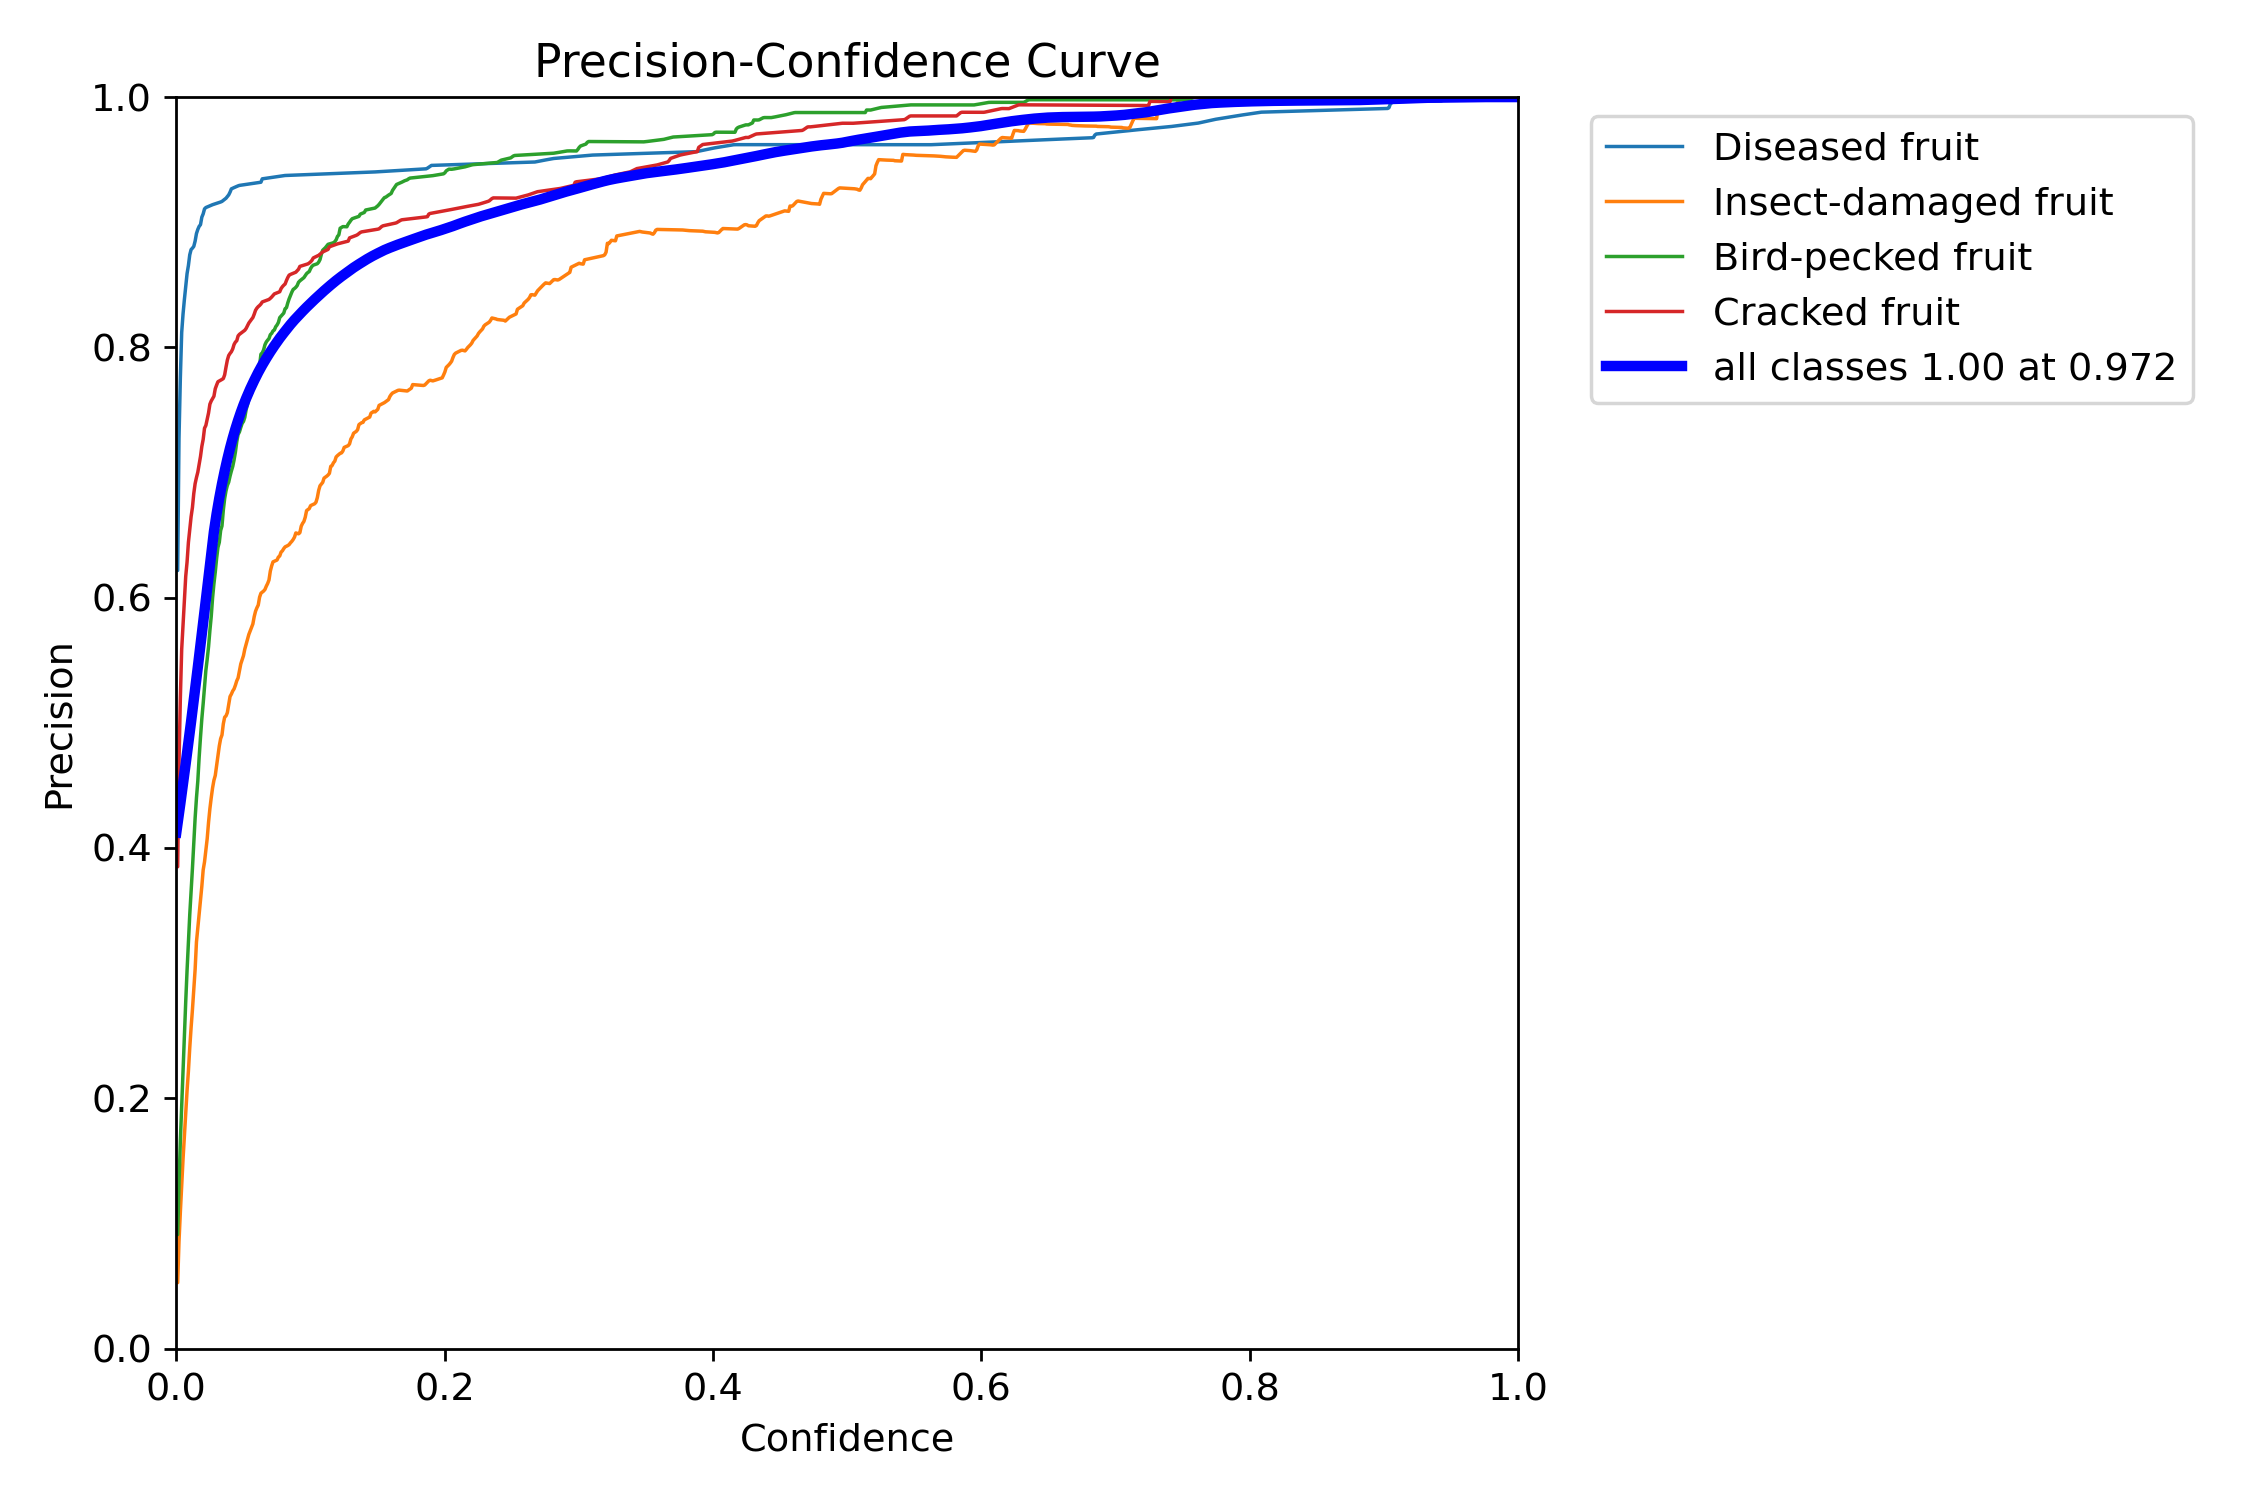 Precision-Confidence Curve
1.0
0.8
0.6
0.4
0.2
0.0
Precision
0.0 0.2 0.4 0.6 0.8 1.0
Confidence
Diseased fruit
Insect-damaged fruit
Bird-pecked fruit
Cracked fruit
all classes 1.00 at 0.972